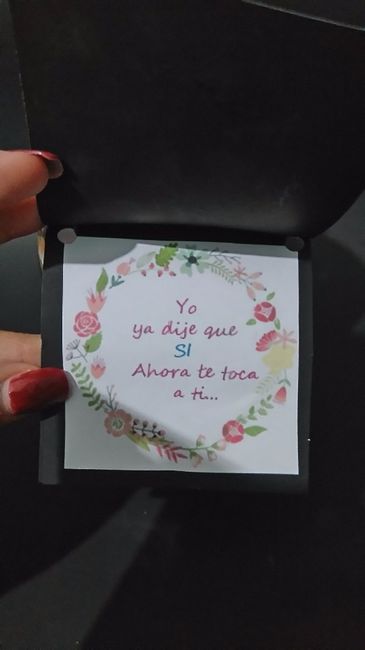 Yo
ya dije que
SI
Ahora te toca
a ti...